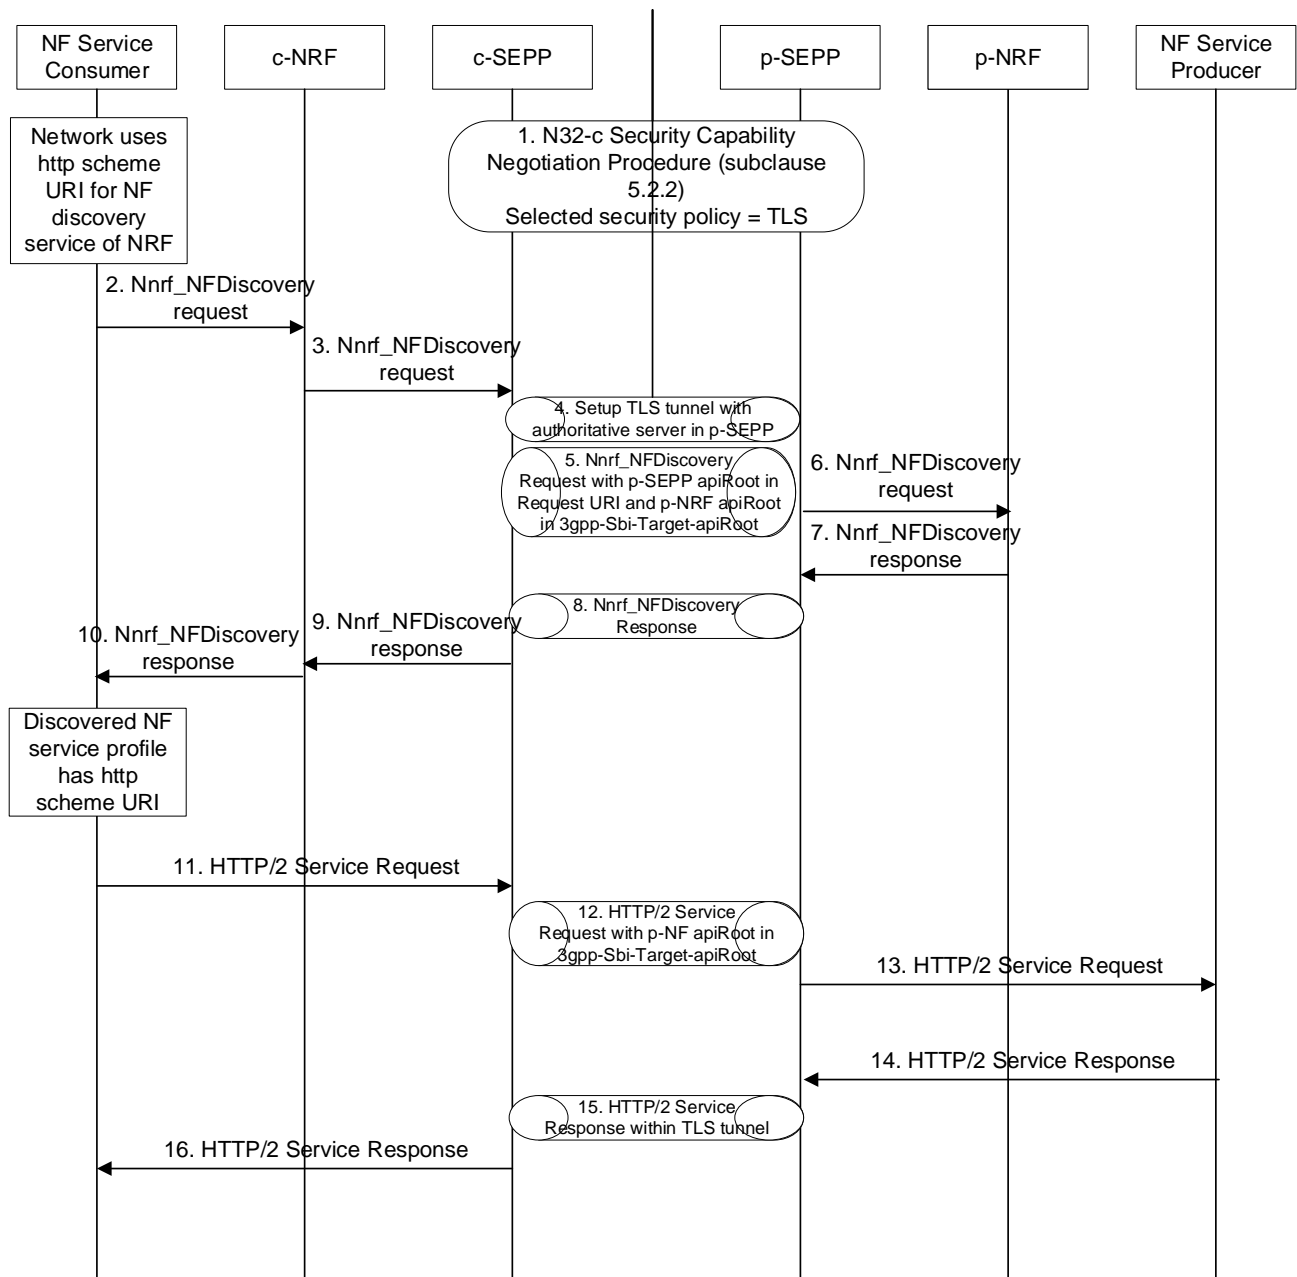 NF Service
Consumer
c-NRF
c-SEPP
p-SEPP
p-NRF
NF Service
Producer
Network uses
http scheme
URI for NF
discovery
service of NRF
1. N32-c Security Capability
Negotiation Procedure (subclause
5.2.2)
Selected security policy = TLS
2. Nnrf_NFDiscovery
request
3. Nnrf_NFDiscovery
request
4. Setup TLS tunnel with
authoritative server in p-SEPP
5. Nnrf_NFDiscovery
Request with p-SEPP apiRoot in
Request URI and p-NRF apiRoot
in 3gpp-Sbi-Target-apiRoot
6. Nnrf_NFDiscovery
request
7. Nnrf_NFDiscovery
response
8. Nnrf_NFDiscovery
Response
9. Nnrf_NFDiscovery
response
10. Nnrf_NFDiscovery
response
Discovered NF
service profile
has http
scheme URI
11. HTTP/2 Service Request
12. HTTP/2 Service
Request with p-NF apiRoot in
3gpp-Sbi-Target-apiRoot
13. HTTP/2 Service Request
14. HTTP/2 Service Response
15. HTTP/2 Service
Response within TLS tunnel
16. HTTP/2 Service Response